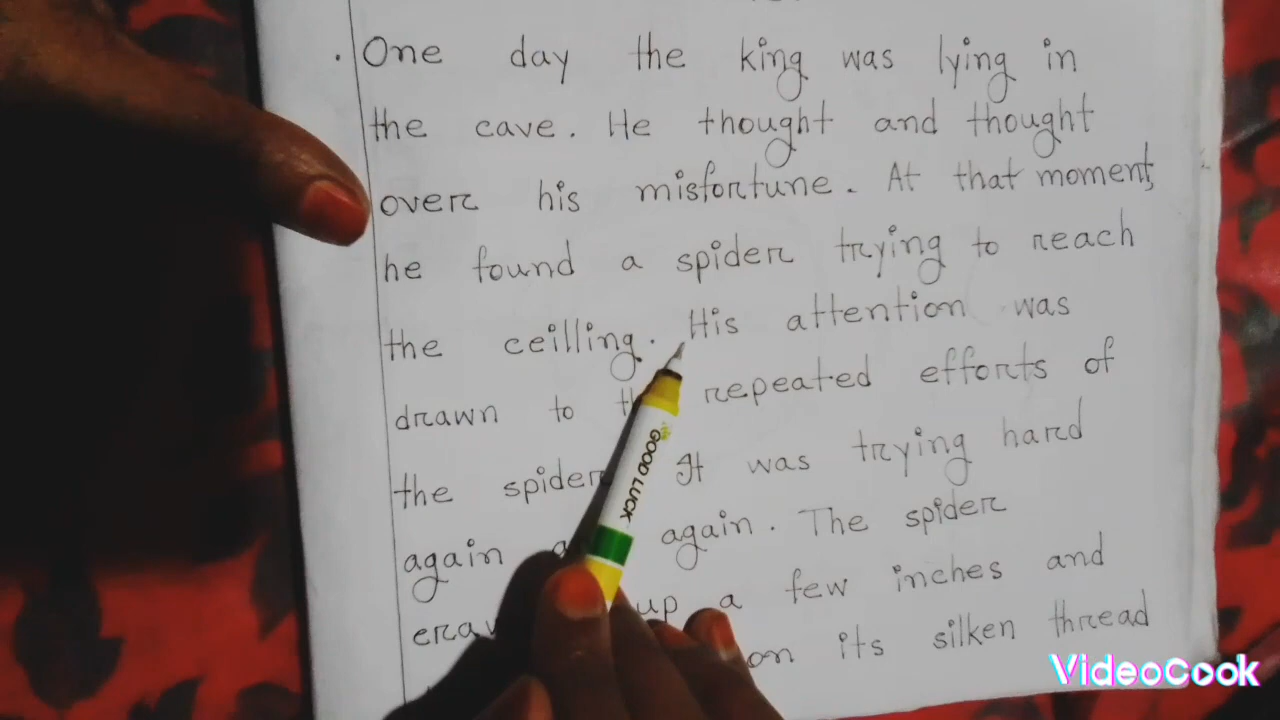 One day the king was lying in
the cave. He thought and thought
over his misfortune. At that moment,
he found a spider trying to reach
the ceilling. His attention was
drawn to repeated efforts of
the spider It was trying hard
again again. The spider
up a few inches and
on its silken thread
GOOD LUCK
VideoCook